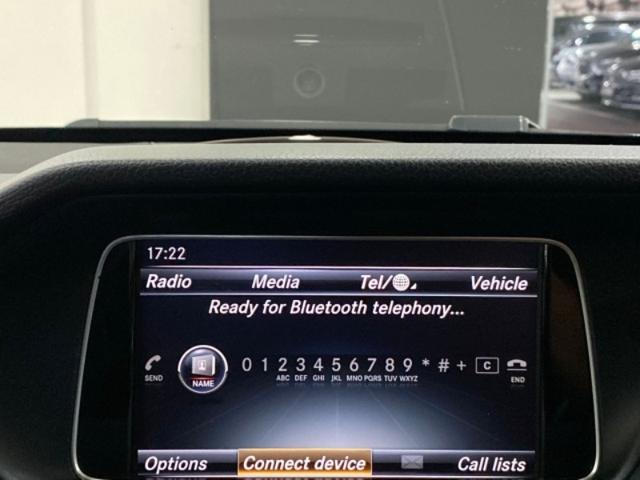 17:22
Radio Media Tel/ Vehicle
Ready for Bluetooth telephony...
0 1 2 3 4 5 6 7 8 9 * # + C
SEND NAME ABC DEF GHI JKL MNO PQRS TUV WXYZ END
Options Connect device Call lists